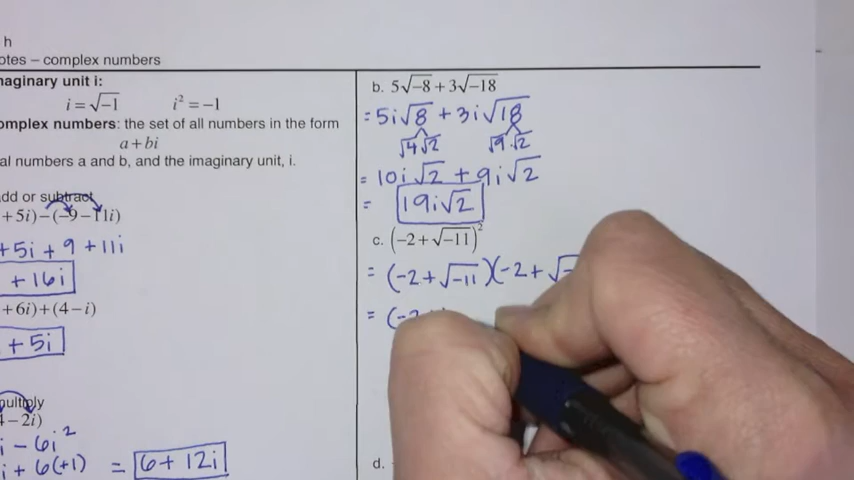 h
otes – complex numbers
maginary unit i:
i = √-1 i² = -1
omplex numbers: the set of all numbers in the form
a + bi
al numbers a and b, and the imaginary unit, i.
add or subtract
+ 5i) – (–9 – 11i)
+5i + 9 + 11i
+ 16i
+ 6i) + (4 – i)
+ 5i
multiply
4 – 2i)
i - 6i²
i + 6(+1) = 6 + 12i
b. 5√-8 + 3√-18
= 5i√8 + 3i√18
√4 √2 √9 · √2
= 10i√2 + 9i√2
= 19i√2
c. (–2 + √-11)²
= (-2 + √-11)(-2 + √-
= (-2
d.